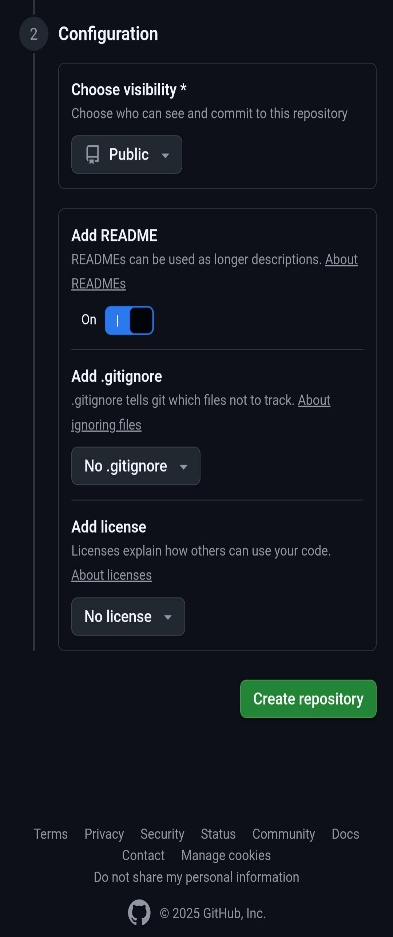 2 Configuration
Choose visibility *
Choose who can see and commit to this repository
Public
Add README
READMEs can be used as longer descriptions. About
READMEs
On
Add .gitignore
.gitignore tells git which files not to track. About
ignoring files
No .gitignore
Add license
Licenses explain how others can use your code.
About licenses
No license
Create repository
Terms Privacy Security Status Community Docs
Contact Manage cookies
Do not share my personal information
© 2025 GitHub, Inc.